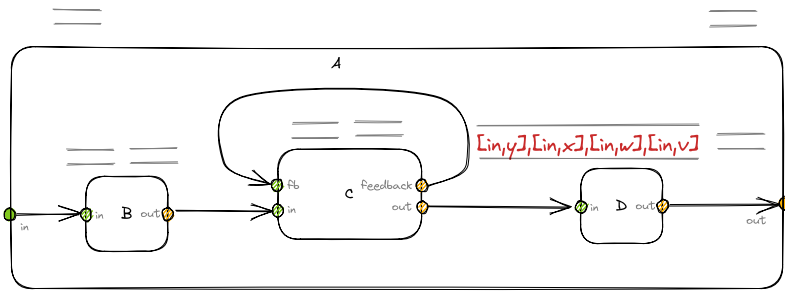 A
[in,y],[in,x],[in,w],[in,v]
fb
feedback
C
in
out
in
B
out
in
D
out
in
out